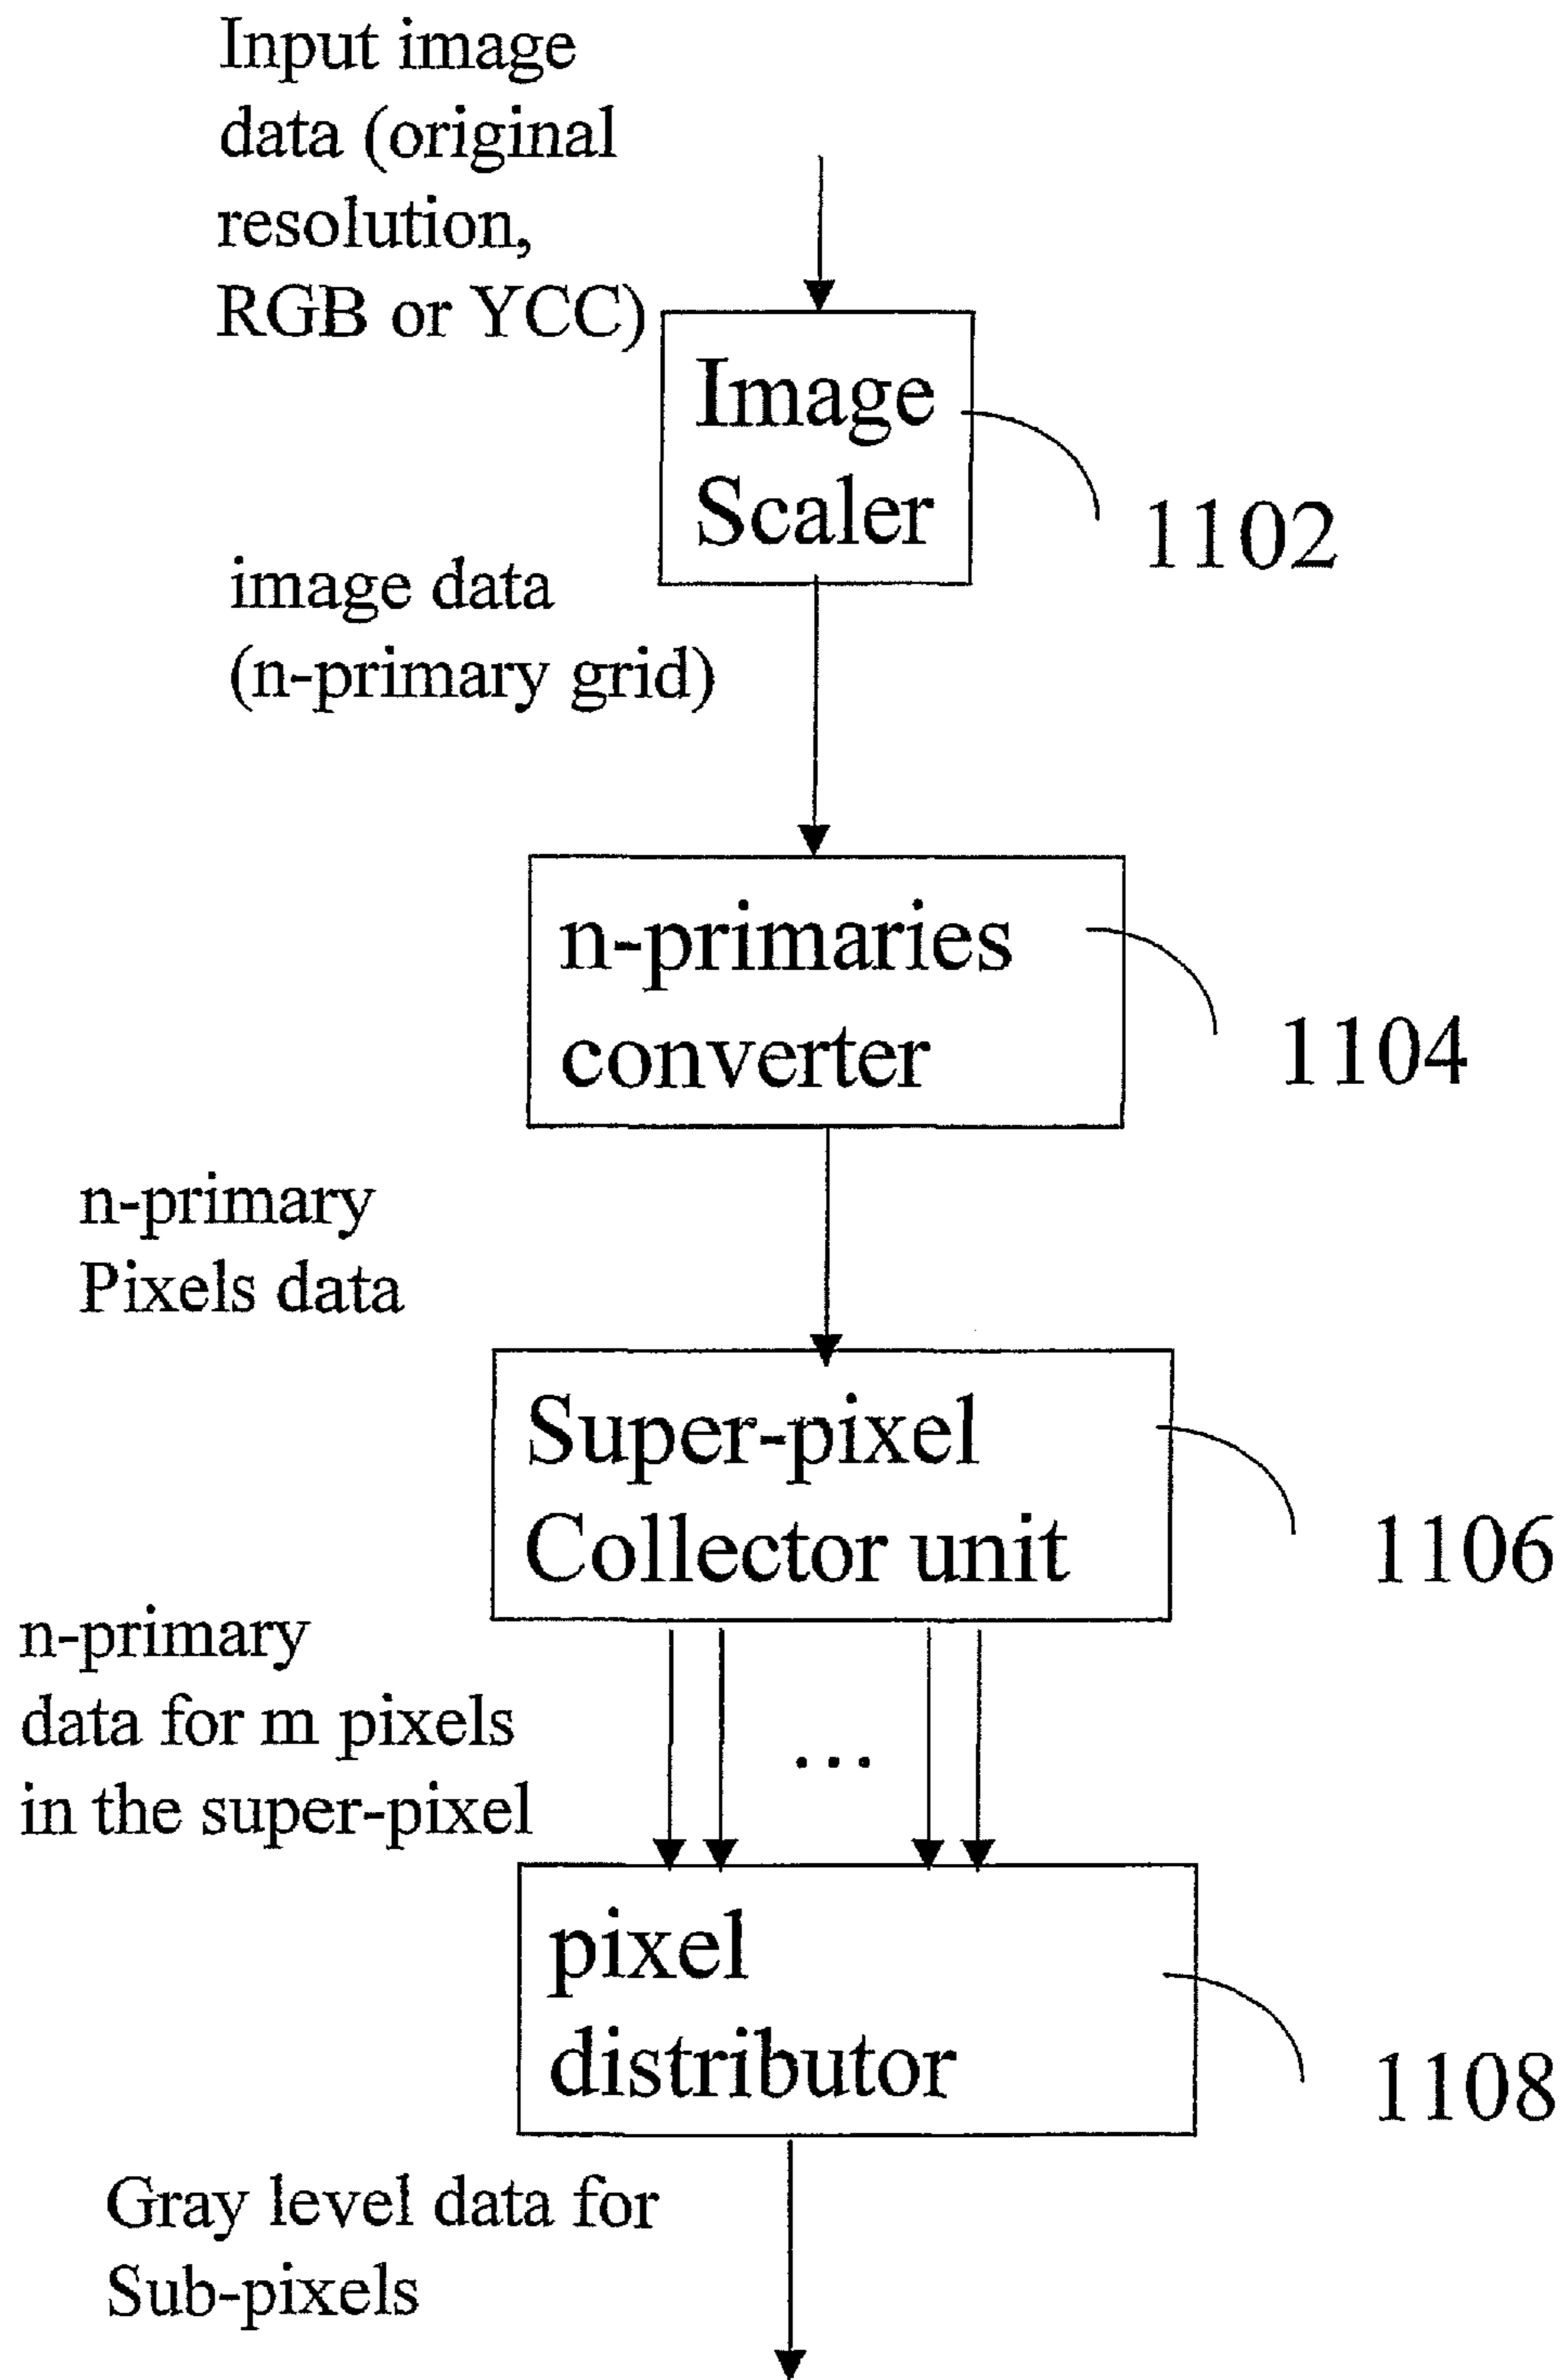 Input image
data (original
resolution,
RGB or YCC)
Image
Scaler
1102
image data
(n-primary grid)
n-primaries
converter
1104
n-primary
Pixels data
Super-pixel
Collector unit
1106
n-primary
data for m pixels
in the super-pixel
...
pixel
distributor
1108
Gray level data for
Sub-pixels